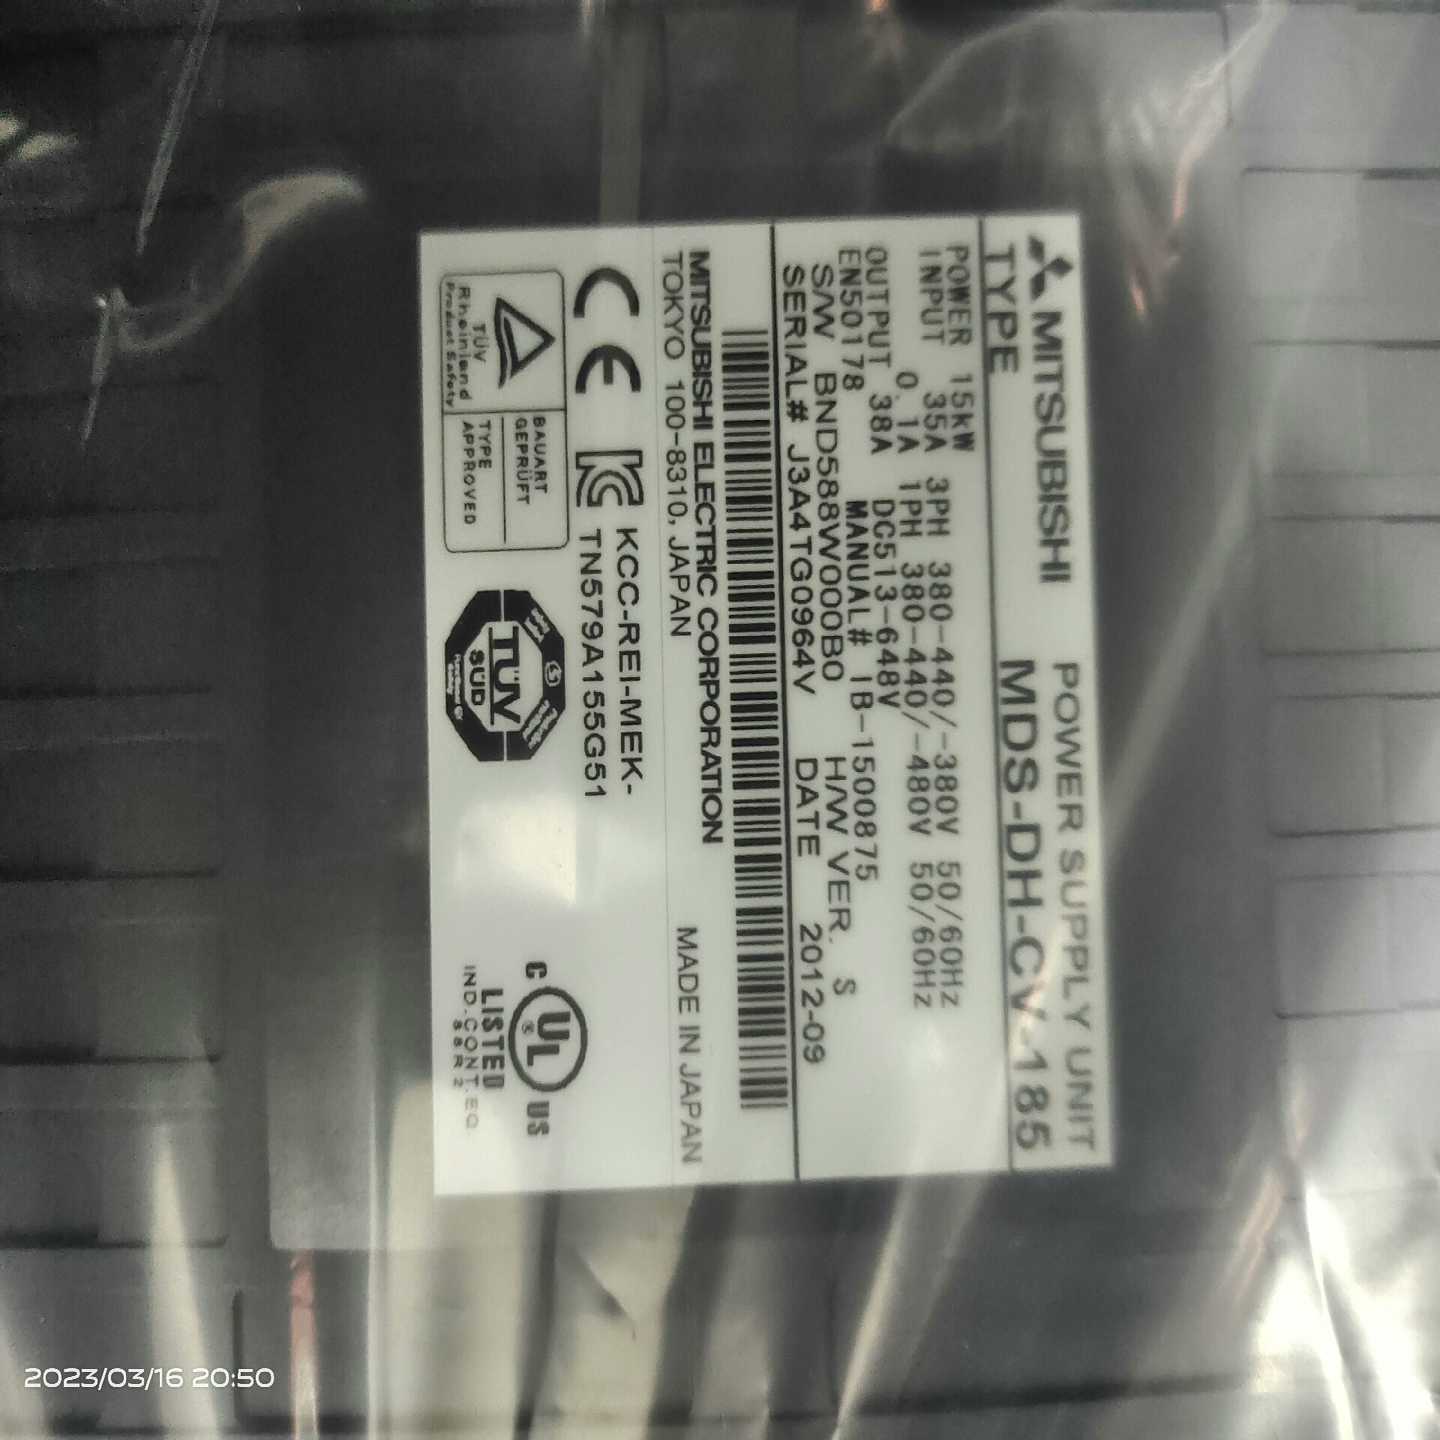 MITSUBISHI POWER SUPPLY UNIT
TYPE MDS-DH-CV-185
POWER 15kW
INPUT 35A 3PH 380-440/-380V 50/60Hz
0.1A 1PH 380-440/-480V 50/60Hz
OUTPUT 38A DC513-648V
EN50178 MANUAL# IB-1500875
S/W BND588W000B0 H/W VER. S
SERIAL# J3A4TG0964V DATE 2012-09
MITSUBISHI ELECTRIC CORPORATION
TOKYO 100-8310, JAPAN MADE IN JAPAN
CE
KCC-REI-MEK-
TN579A155G51
TÜV
Rheinland
Product Safety
BAUART
GEPRÜFT
TYPE
APPROVED
TÜV
SÜD
C UL US
®
LISTED
IND.CONT.EQ.
88R2
2023/03/16 20:50